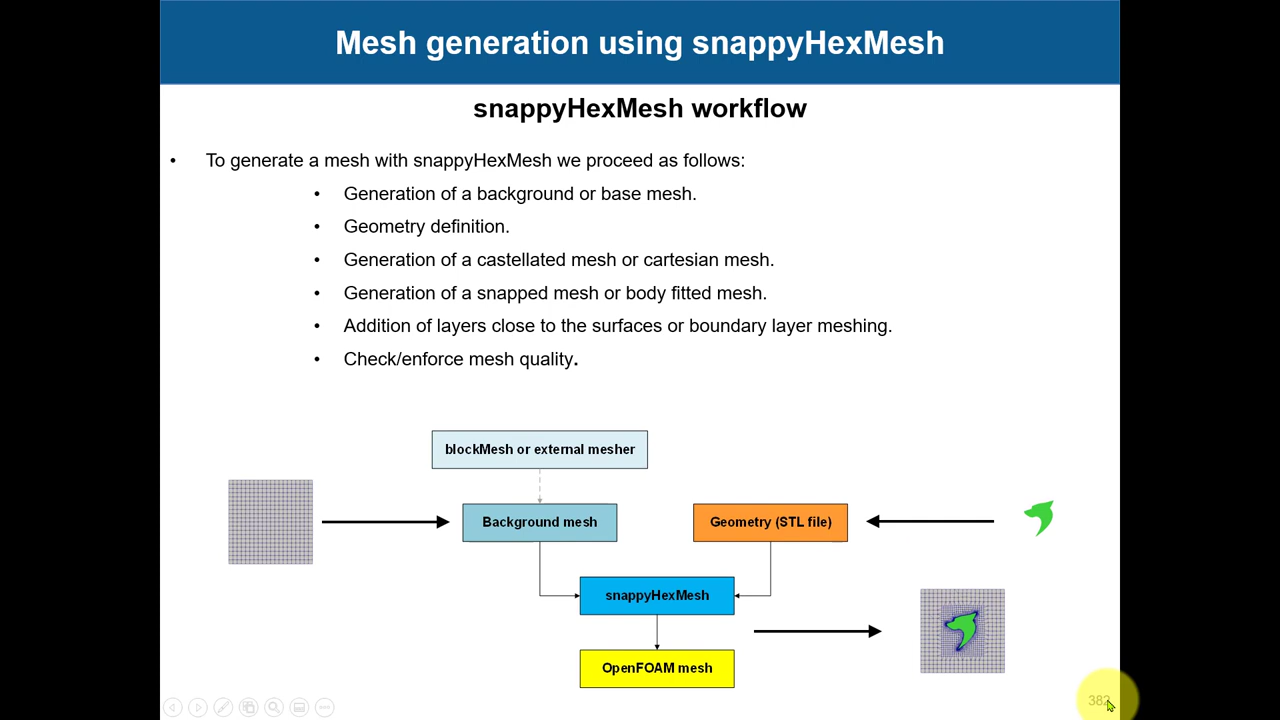 Mesh generation using snappyHexMesh
snappyHexMesh workflow
• To generate a mesh with snappyHexMesh we proceed as follows:
• Generation of a background or base mesh.
• Geometry definition.
• Generation of a castellated mesh or cartesian mesh.
• Generation of a snapped mesh or body fitted mesh.
• Addition of layers close to the surfaces or boundary layer meshing.
• Check/enforce mesh quality.
blockMesh or external mesher
Background mesh
Geometry (STL file)
snappyHexMesh
OpenFOAM mesh
382